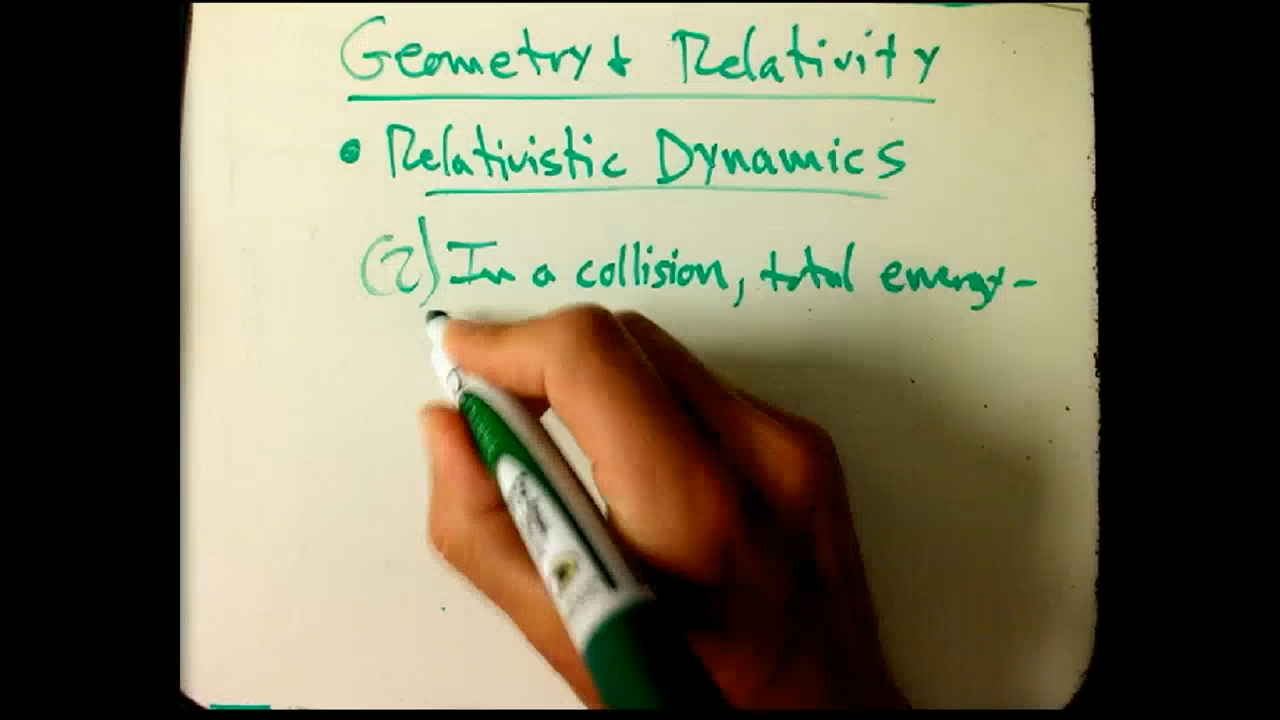 Geometry & Relativity
• Relativistic Dynamics
(2) In a collision, total energy-